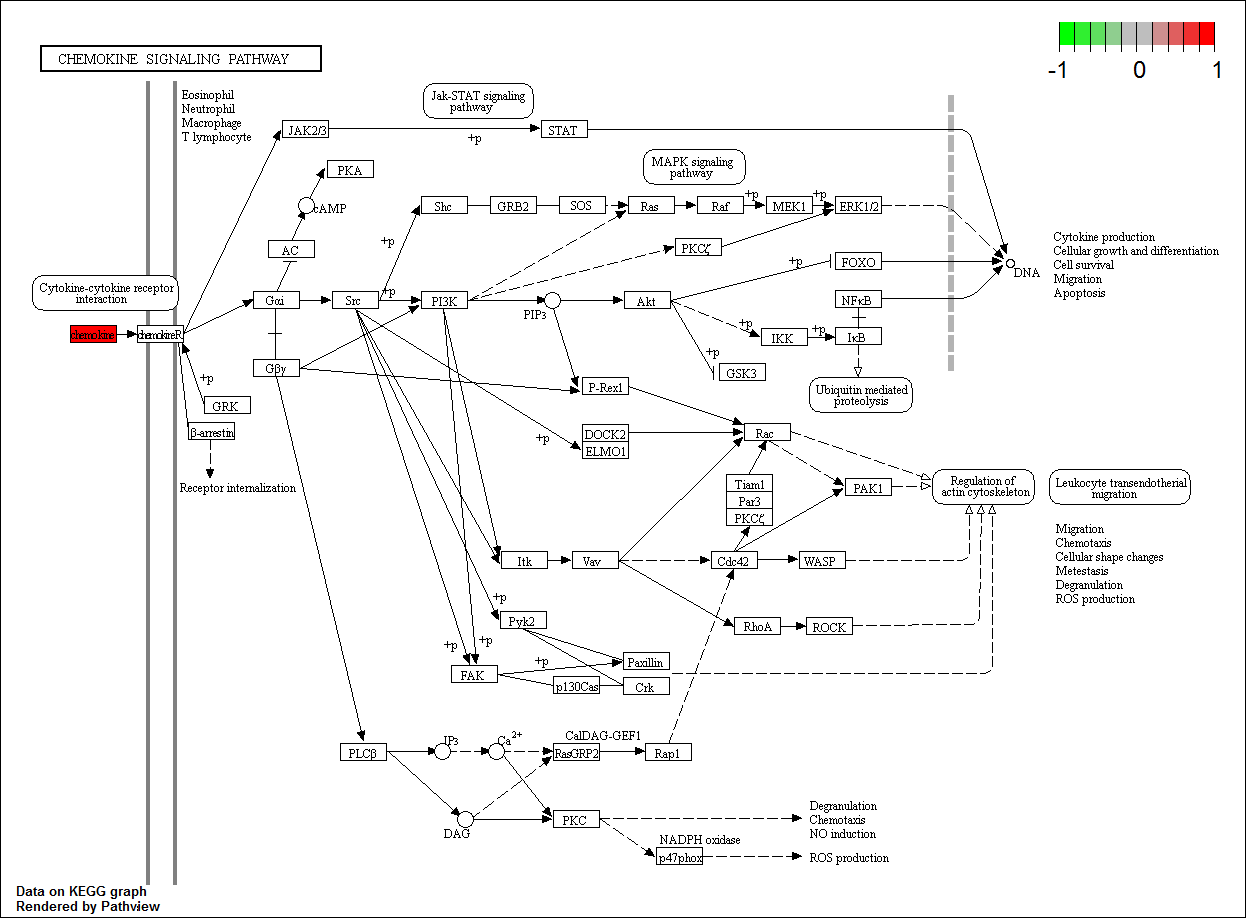 CHEMOKINE SIGNALING PATHWAY
-1 0 1
Eosinophil
Neutrophil
Macrophage
T lymphocyte
Jak-STAT signaling
pathway
JAK2/3
+p
STAT
PKA
cAMP
AC
MAPK signaling
pathway
Shc
GRB2
SOS
Ras
Raf
+p
MEK1
+p
ERK1/2
+p
PKCζ
+p
FOXO
DNA
Cytokine production
Cellular growth and differentiation
Cell survival
Migration
Apoptosis
Cytokine-cytokine receptor
interaction
chemokine
chemokineR
Gαi
Src
+p
PI3K
PIP3
Akt
NFκB
+p
IKK
+p
IκB
+p
GSK3
Gβγ
+p
GRK
β-arrestin
Receptor internalization
P-Rex1
Ubiquitin mediated
proteolysis
+p
DOCK2
ELMO1
Rac
Tiam1
Par3
PKCζ
PAK1
Regulation of
actin cytoskeleton
Leukocyte transendotherial
migration
Migration
Chemotaxis
Cellular shape changes
Metestasis
Degranulation
ROS production
Itk
Vav
Cdc42
WASP
+p
Pyk2
RhoA
ROCK
+p
+p
FAK
+p
Paxillin
p130Cas
Crk
PLCβ
IP3
Ca2+
CalDAG-GEF1
RasGRP2
Rap1
DAG
PKC
Degranulation
Chemotaxis
NO induction
NADPH oxidase
p47phox
ROS production
Data on KEGG graph
Rendered by Pathview